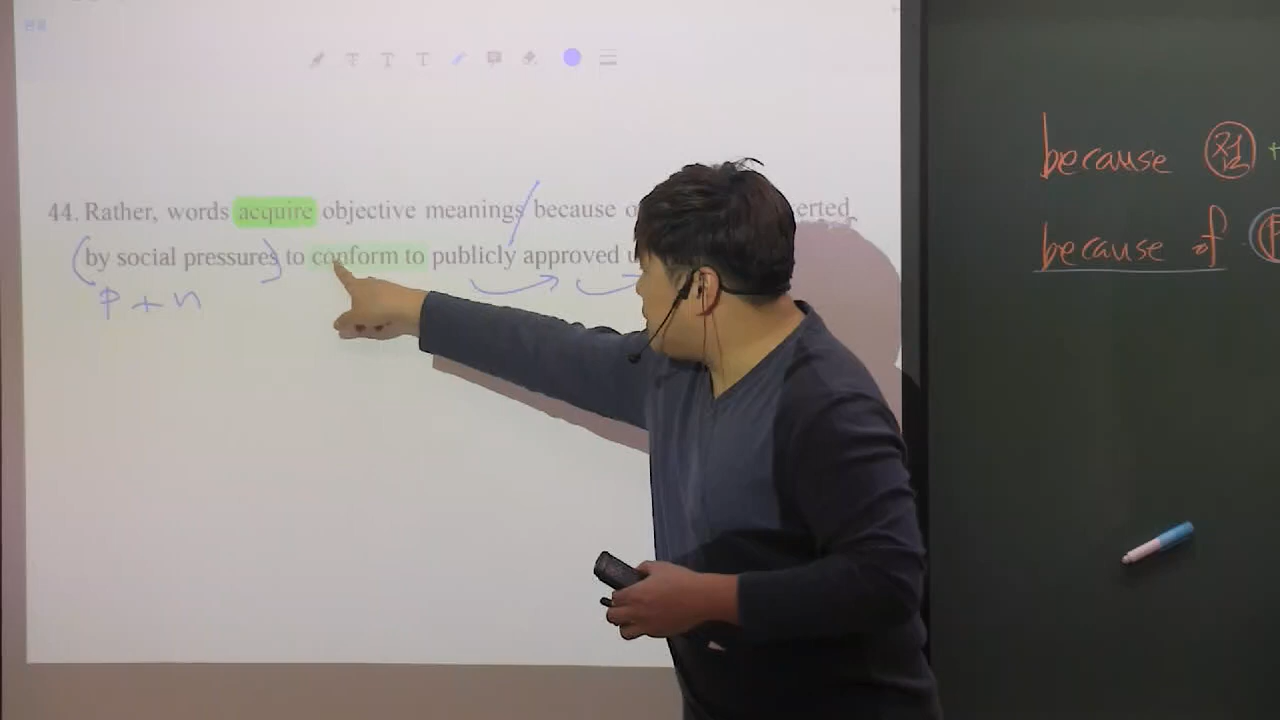 44. Rather, words acquire objective meanings because erted
by social pressures to conform to publicly approved
p + n
because 접 +
because of